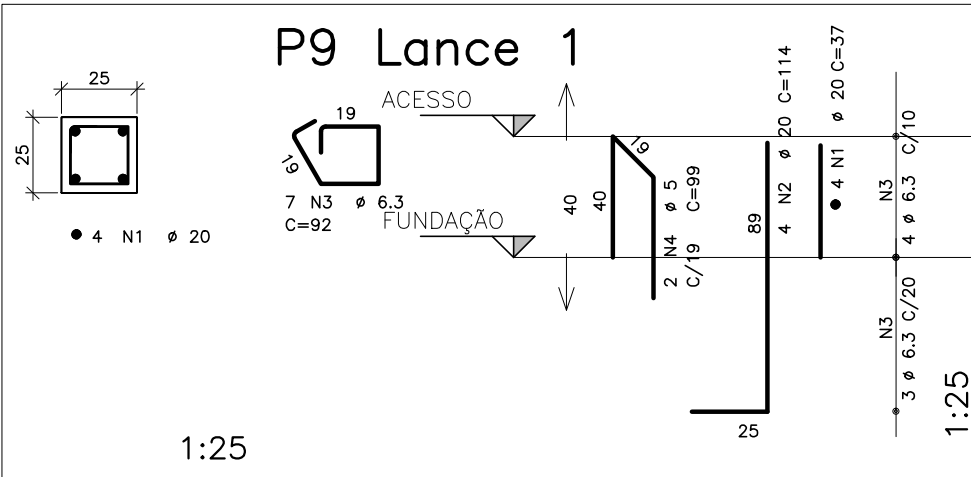 P9 Lance 1
25
25
● 4 N1 ø 20
1:25
19
19
7 N3 ø 6.3
C=92
ACESSO
FUNDAÇÃO
40
40
19
2 N4 ø 5
C/19 C=99
89
4 N2 ø 20 C=114
25
● 4 N1 ø 20 C=37
N3
4 ø 6.3 C/10
N3
3 ø 6.3 C/20
1:25